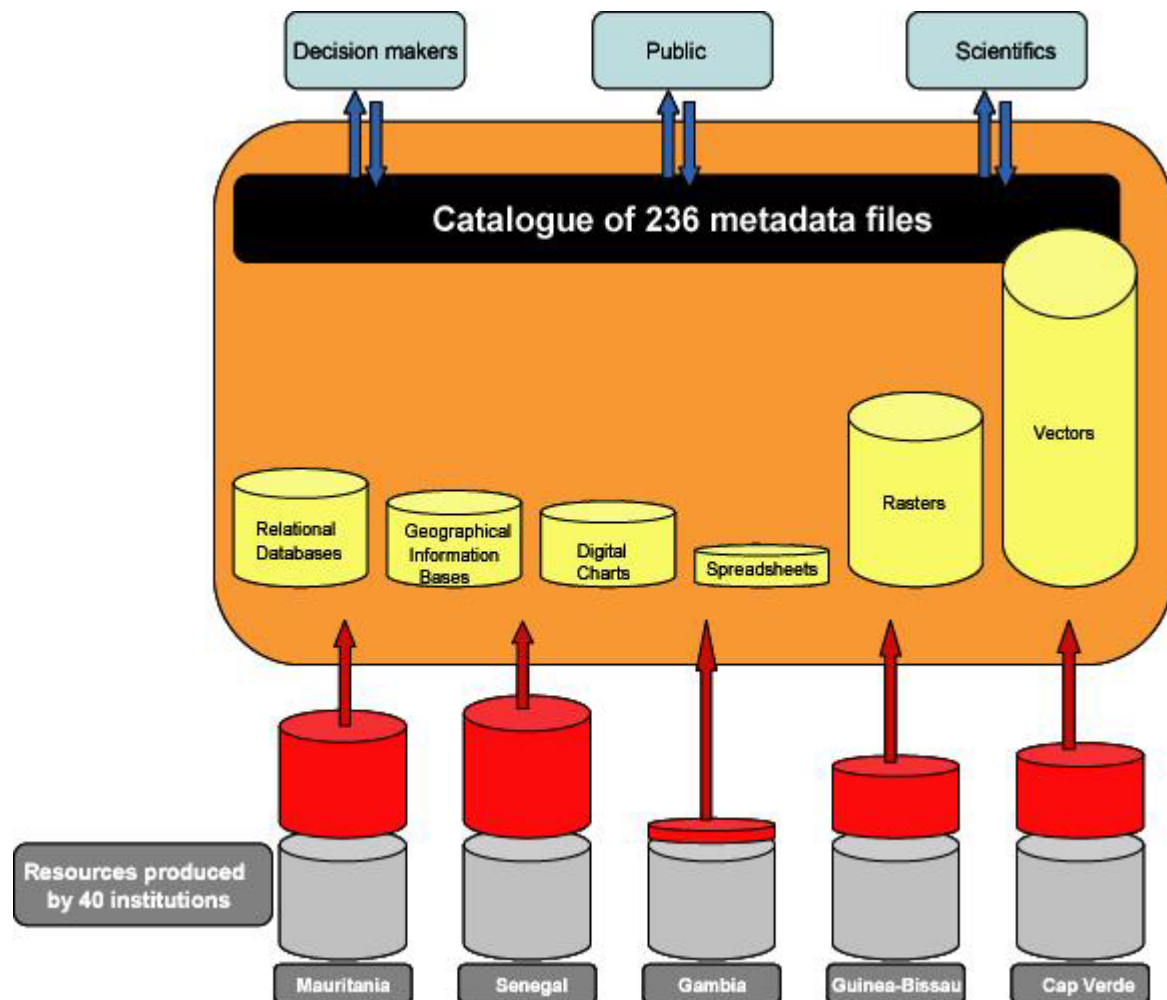 Decision makers
Public
Scientifics
Catalogue of 236 metadata files
Vectors
Rasters
Relational
Databases
Geographical
Information
Bases
Digital
Charts
Spreadsheets
Resources produced
by 40 institutions
Mauritania
Senegal
Gambia
Guinea-Bissau
Cap Verde